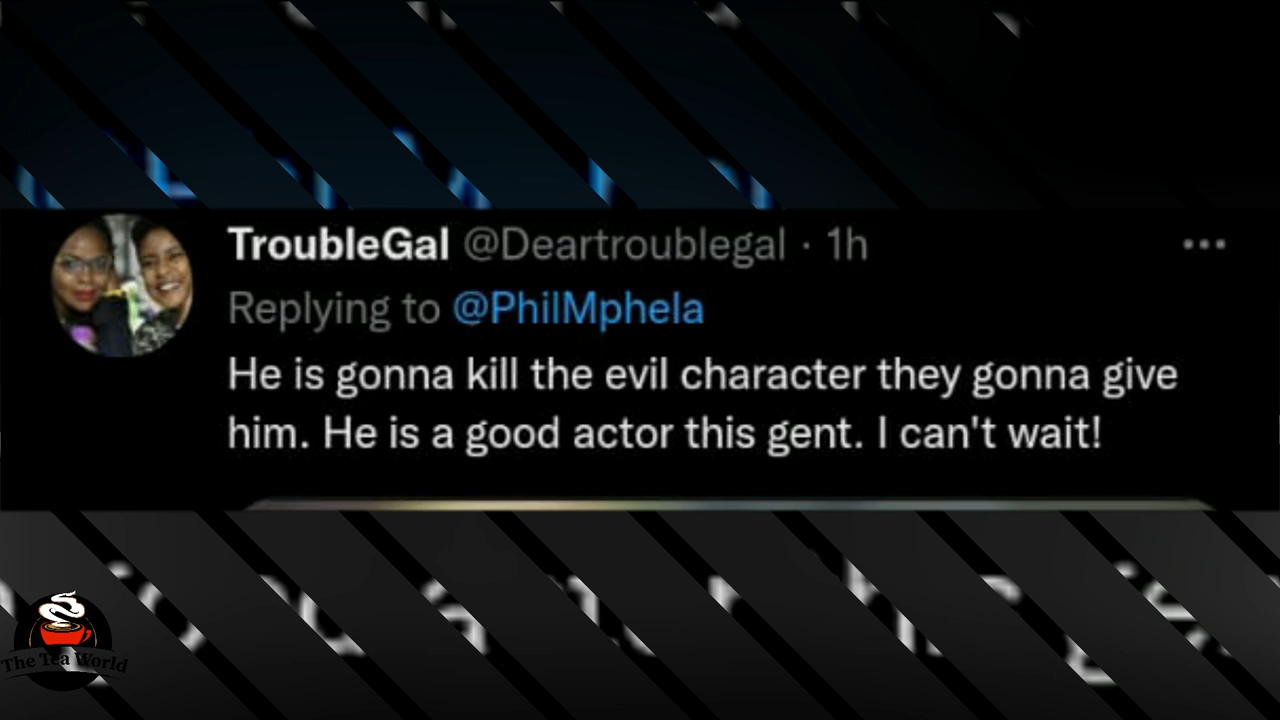 TroubleGal @Deartroublegal · 1h
Replying to @PhilMphela
He is gonna kill the evil character they gonna give
him. He is a good actor this gent. I can't wait!
The Tea World